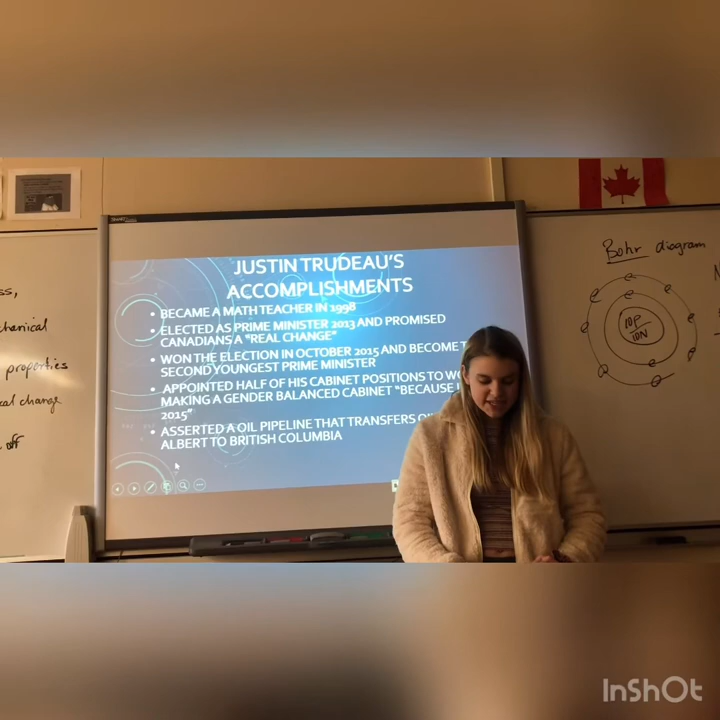 JUSTIN TRUDEAU'S
ACCOMPLISHMENTS
• BECAME A MATH TEACHER IN 1998
• ELECTED AS PRIME MINISTER 2013 AND PROMISED
CANADIANS A "REAL CHANGE"
• WON THE ELECTION IN OCTOBER 2015 AND BECOME
SECOND YOUNGEST PRIME MINISTER
• APPOINTED HALF OF HIS CABINET POSITIONS TO
MAKING A GENDER BALANCED CABINET "BECAUSE
2015"
• ASSERTED A OIL PIPELINE THAT TRANSFERS
ALBERT TO BRITISH COLUMBIA
properties
change
off
Bohr diagram
10P
10N
InShOt